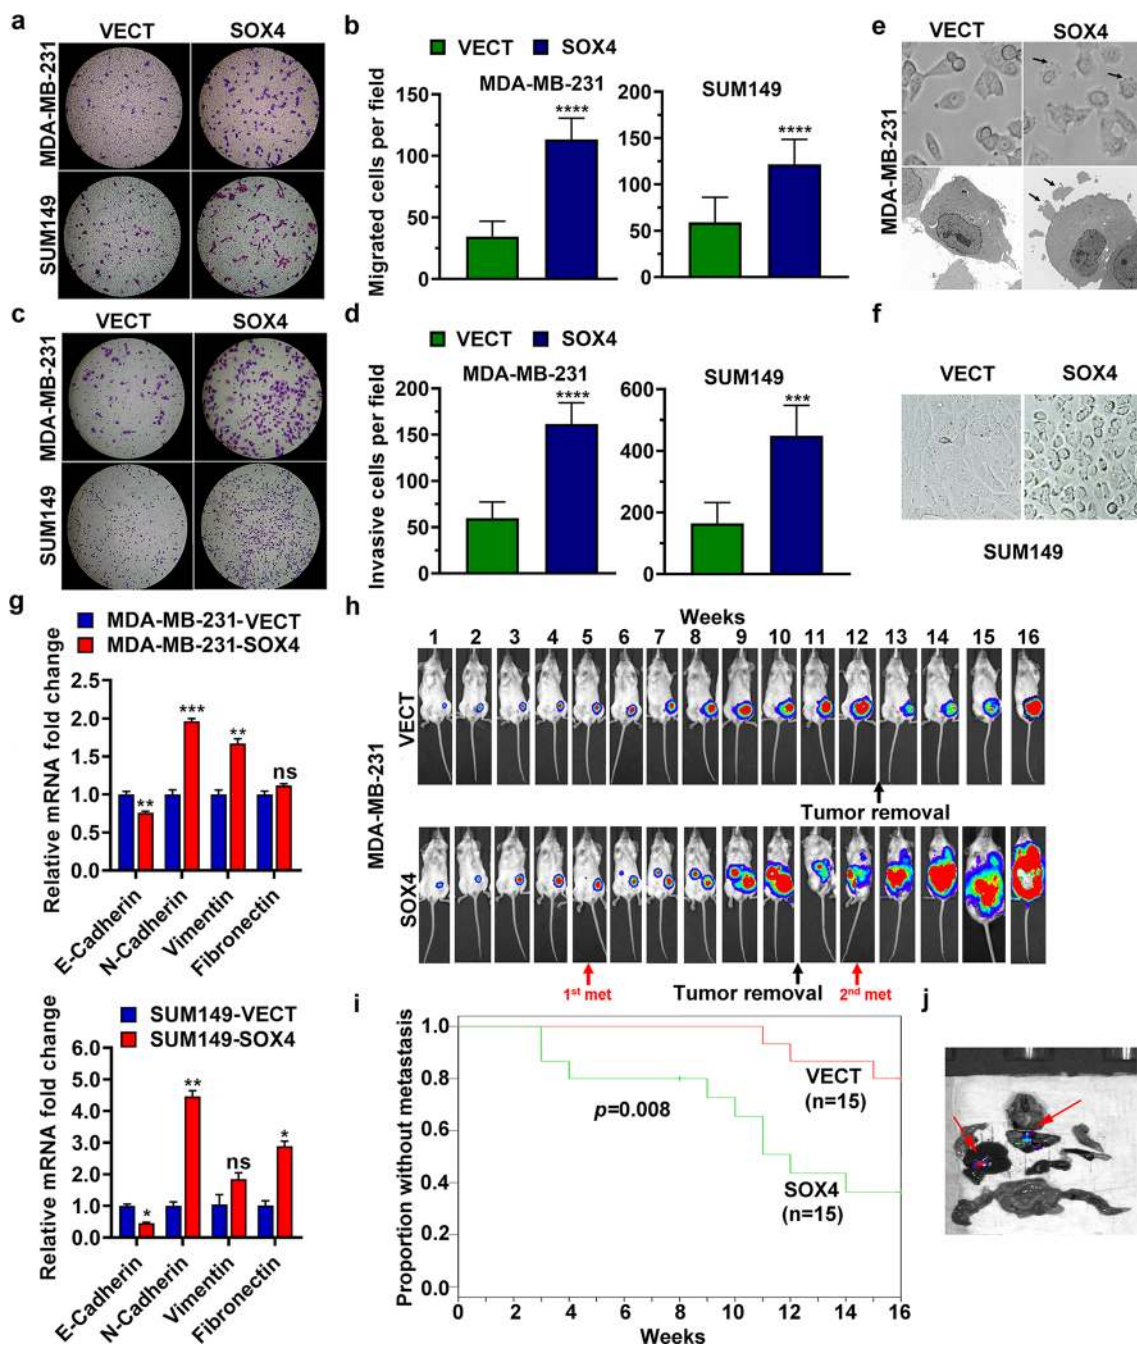 a
VECT
SOX4
MDA-MB-231
SUM149
b
VECT
SOX4
MDA-MB-231
SUM149
Migrated cells per field
150
100
50
0
****
200
150
100
50
0
****
c
VECT
SOX4
MDA-MB-231
SUM149
d
VECT
SOX4
MDA-MB-231
SUM149
Invasive cells per field
200
150
100
50
0
****
600
400
200
0
***
e
VECT
SOX4
MDA-MB-231
f
VECT
SOX4
SUM149
g
MDA-MB-231-VECT
MDA-MB-231-SOX4
Relative mRNA fold change
2.5
2.0
1.5
1.0
0.5
0.0
**
***
**
ns
E-Cadherin
N-Cadherin
Vimentin
Fibronectin
SUM149-VECT
SUM149-SOX4
Relative mRNA fold change
6.0
5.0
4.0
3.0
2.0
1.0
0.0
*
**
ns
*
E-Cadherin
N-Cadherin
Vimentin
Fibronectin
h
Weeks
1 2 3 4 5 6 7 8 9 10 11 12 13 14 15 16
MDA-MB-231
VECT
Tumor removal
SOX4
1st met
Tumor removal
2nd met
i
Proportion without metastasis
1.0
0.8
0.6
0.4
0.2
0.0
p=0.008
VECT
(n=15)
SOX4
(n=15)
0 2 4 6 8 10 12 14 16
Weeks
j